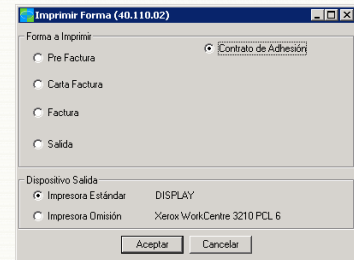 Imprimir Forma (40.110.02)
Forma a Imprimir
Pre Factura
Contrato de Adhesión
Carta Factura
Factura
Salida
Dispositivo Salida
Impresora Estándar DISPLAY
Impresora Omisión Xerox WorkCentre 3210 PCL 6
Aceptar Cancelar